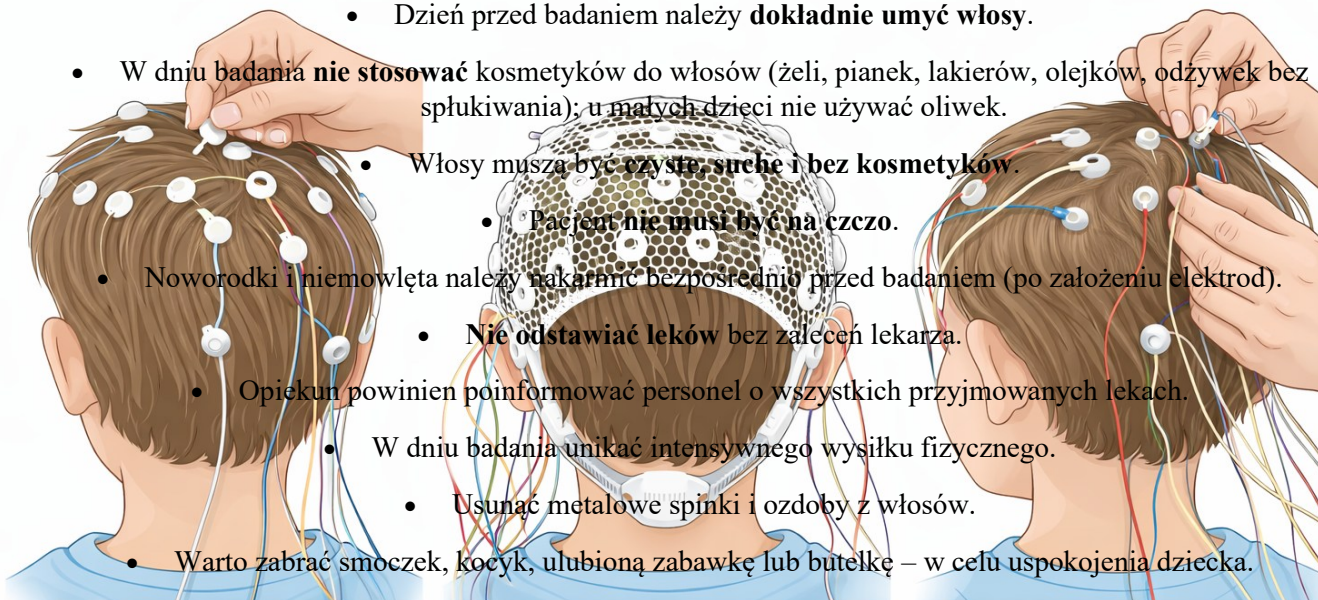 • Dzień przed badaniem należy dokładnie umyć włosy.
• W dniu badania nie stosować kosmetyków do włosów (żeli, pianek, lakierów, olejków, odżywek bez
spłukiwania); u małych dzieci nie używać oliwek.
• Włosy muszą być czyste, suche i bez kosmetyków.
• Pacjent nie musi być na czczo.
• Noworodki i niemowlęta należy nakarmić bezpośrednio przed badaniem (po założeniu elektrod).
• Nie odstawiać leków bez zaleceń lekarza.
• Opiekun powinien poinformować personel o wszystkich przyjmowanych lekach.
• W dniu badania unikać intensywnego wysiłku fizycznego.
• Usunąć metalowe spinki i ozdoby z włosów.
• Warto zabrać smoczek, kocyk, ulubioną zabawkę lub butelkę – w celu uspokojenia dziecka.